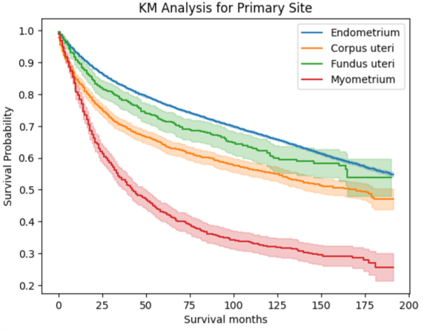 KM Analysis for Primary Site
Endometrium
Corpus uteri
Fundus uteri
Myometrium
Survival Probability
1.0
0.9
0.8
0.7
0.6
0.5
0.4
0.3
0.2
0 25 50 75 100 125 150 175 200
Survival months